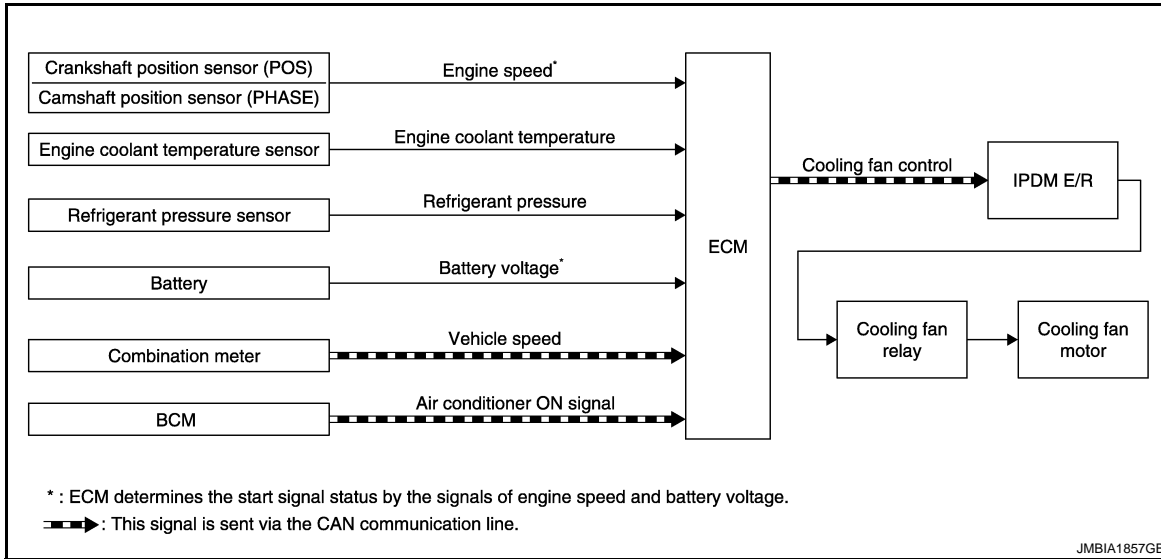 Crankshaft position sensor (POS)
Camshaft position sensor (PHASE)
Engine speed*
Engine coolant temperature sensor
Engine coolant temperature
Refrigerant pressure sensor
Refrigerant pressure
Battery
Battery voltage*
Combination meter
Vehicle speed
BCM
Air conditioner ON signal
ECM
Cooling fan control
IPDM E/R
Cooling fan
relay
Cooling fan
motor
* : ECM determines the start signal status by the signals of engine speed and battery voltage.
: This signal is sent via the CAN communication line.